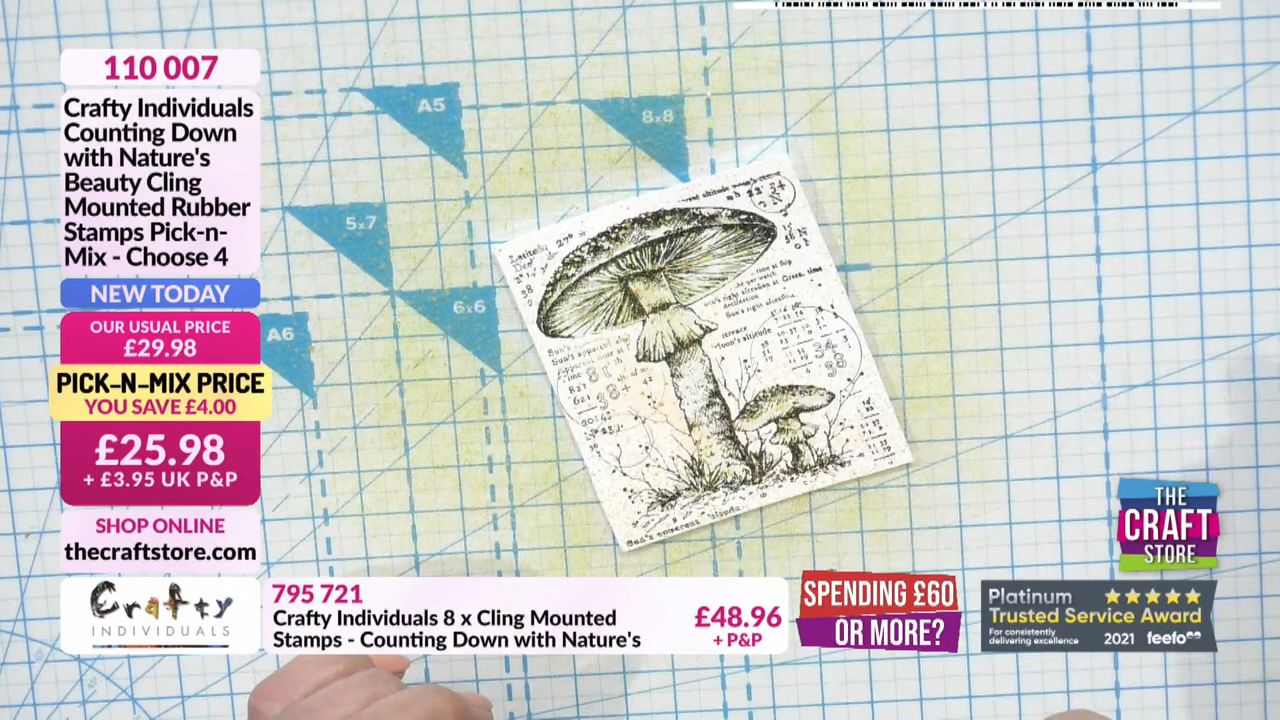 110 007
Crafty Individuals
Counting Down
with Nature's
Beauty Cling
Mounted Rubber
Stamps Pick-n-
Mix - Choose 4
NEW TODAY
OUR USUAL PRICE
£29.98
PICK-N-MIX PRICE
YOU SAVE £4.00
£25.98
+ £3.95 UK P&P
SHOP ONLINE
thecraftstore.com
Crafty
INDIVIDUALS
795 721
Crafty Individuals 8 x Cling Mounted
Stamps - Counting Down with Nature's
£48.96
+ P&P
SPENDING £60
OR MORE?
Platinum
Trusted Service Award
For consistently
delivering excellence
2021 feefo
THE
CRAFT
STORE
A5
8x8
5x7
6x6
A6
Moon's altitude